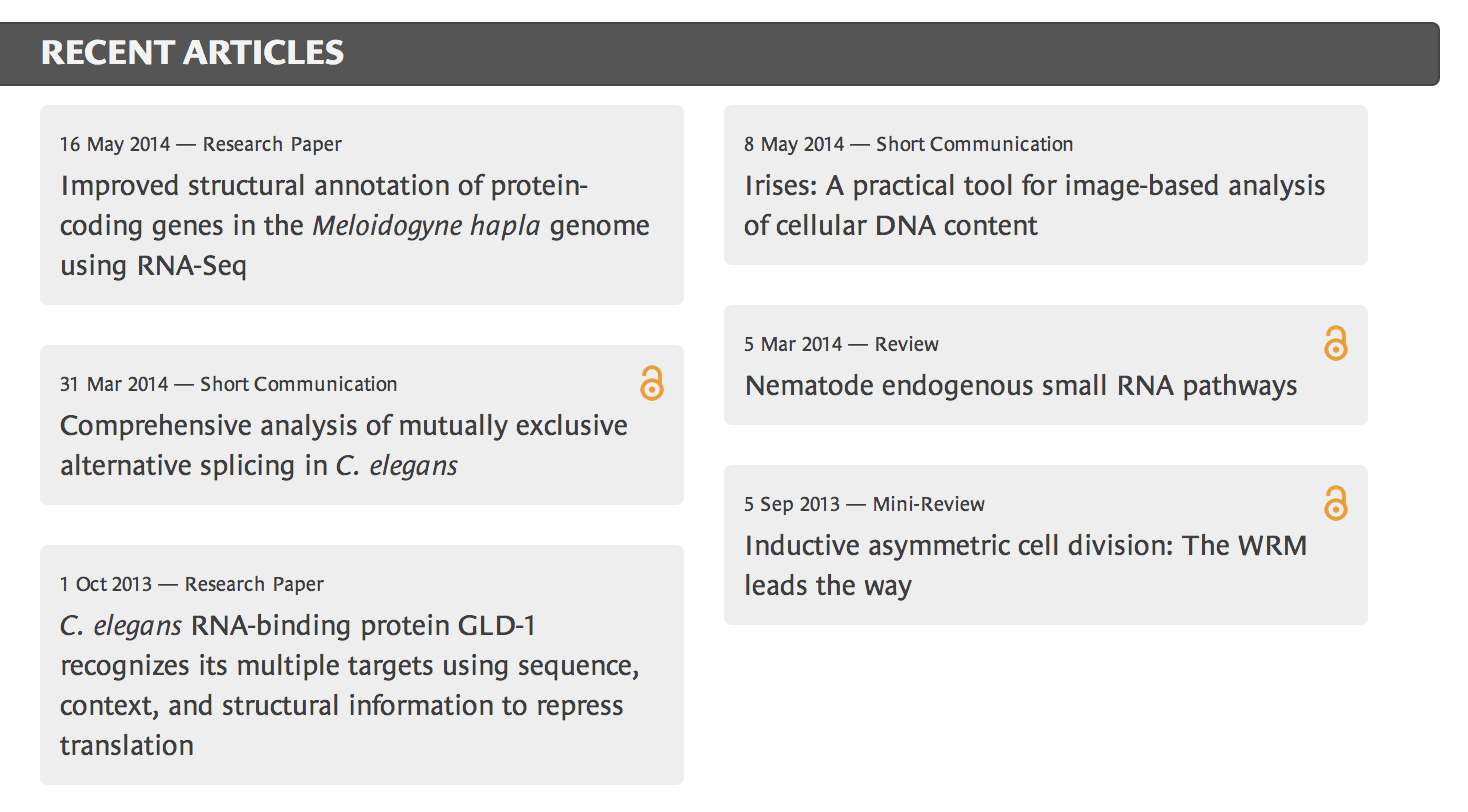 RECENT ARTICLES
16 May 2014 — Research Paper
Improved structural annotation of protein-
coding genes in the Meloidogyne hapla genome
using RNA-Seq
8 May 2014 — Short Communication
Irises: A practical tool for image-based analysis
of cellular DNA content
31 Mar 2014 — Short Communication
Comprehensive analysis of mutually exclusive
alternative splicing in C. elegans
5 Mar 2014 — Review
Nematode endogenous small RNA pathways
1 Oct 2013 — Research Paper
C. elegans RNA-binding protein GLD-1
recognizes its multiple targets using sequence,
context, and structural information to repress
translation
5 Sep 2013 — Mini-Review
Inductive asymmetric cell division: The WRM
leads the way